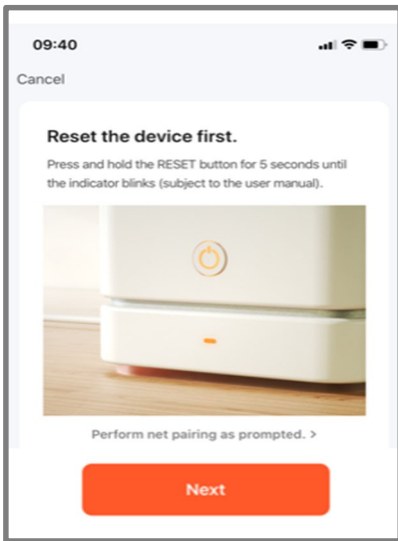 09:40
Cancel
Reset the device first.
Press and hold the RESET button for 5 seconds until
the indicator blinks (subject to the user manual).
Perform net pairing as prompted. >
Next